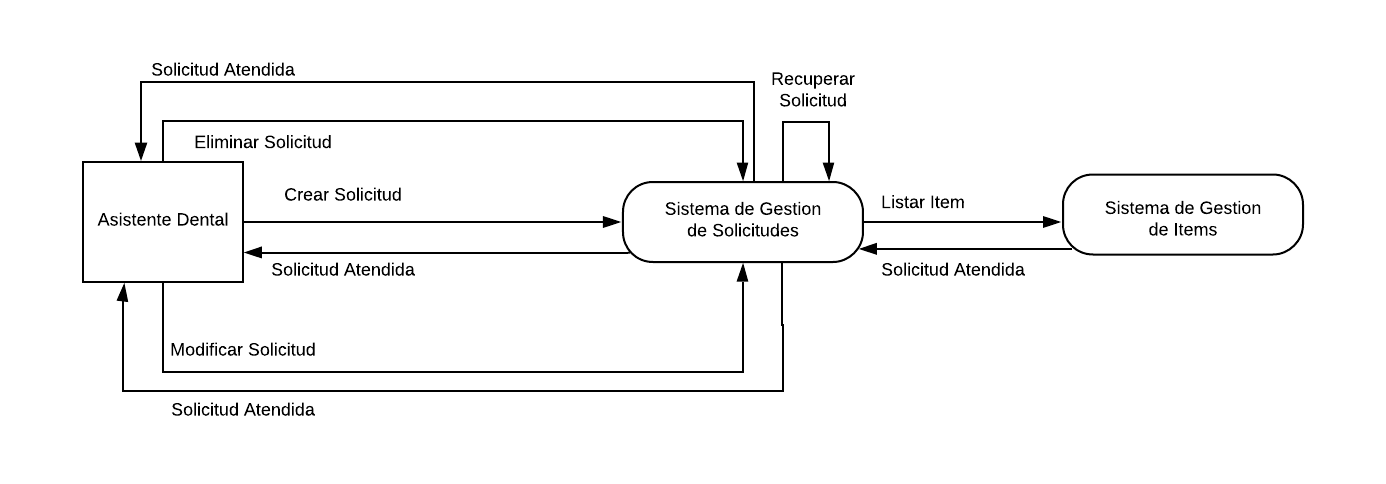 Solicitud Atendida
Recuperar
Solicitud
Eliminar Solicitud
Crear Solicitud
Asistente Dental
Sistema de Gestion
de Solicitudes
Listar Item
Sistema de Gestion
de Items
Solicitud Atendida
Solicitud Atendida
Modificar Solicitud
Solicitud Atendida